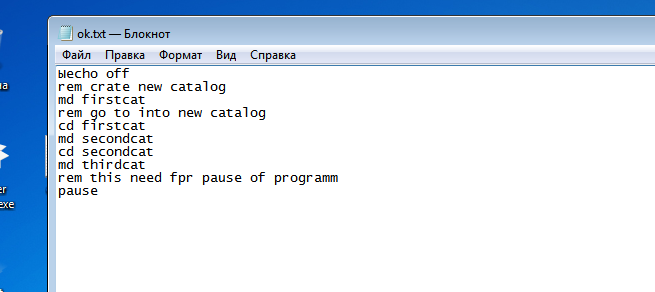 ok.txt — Блокнот
Файл Правка Формат Вид Справка
ыecho off
rem crate new catalog
md firstcat
rem go to into new catalog
cd firstcat
md secondcat
cd secondcat
md thirdcat
rem this need fpr pause of programm
pause